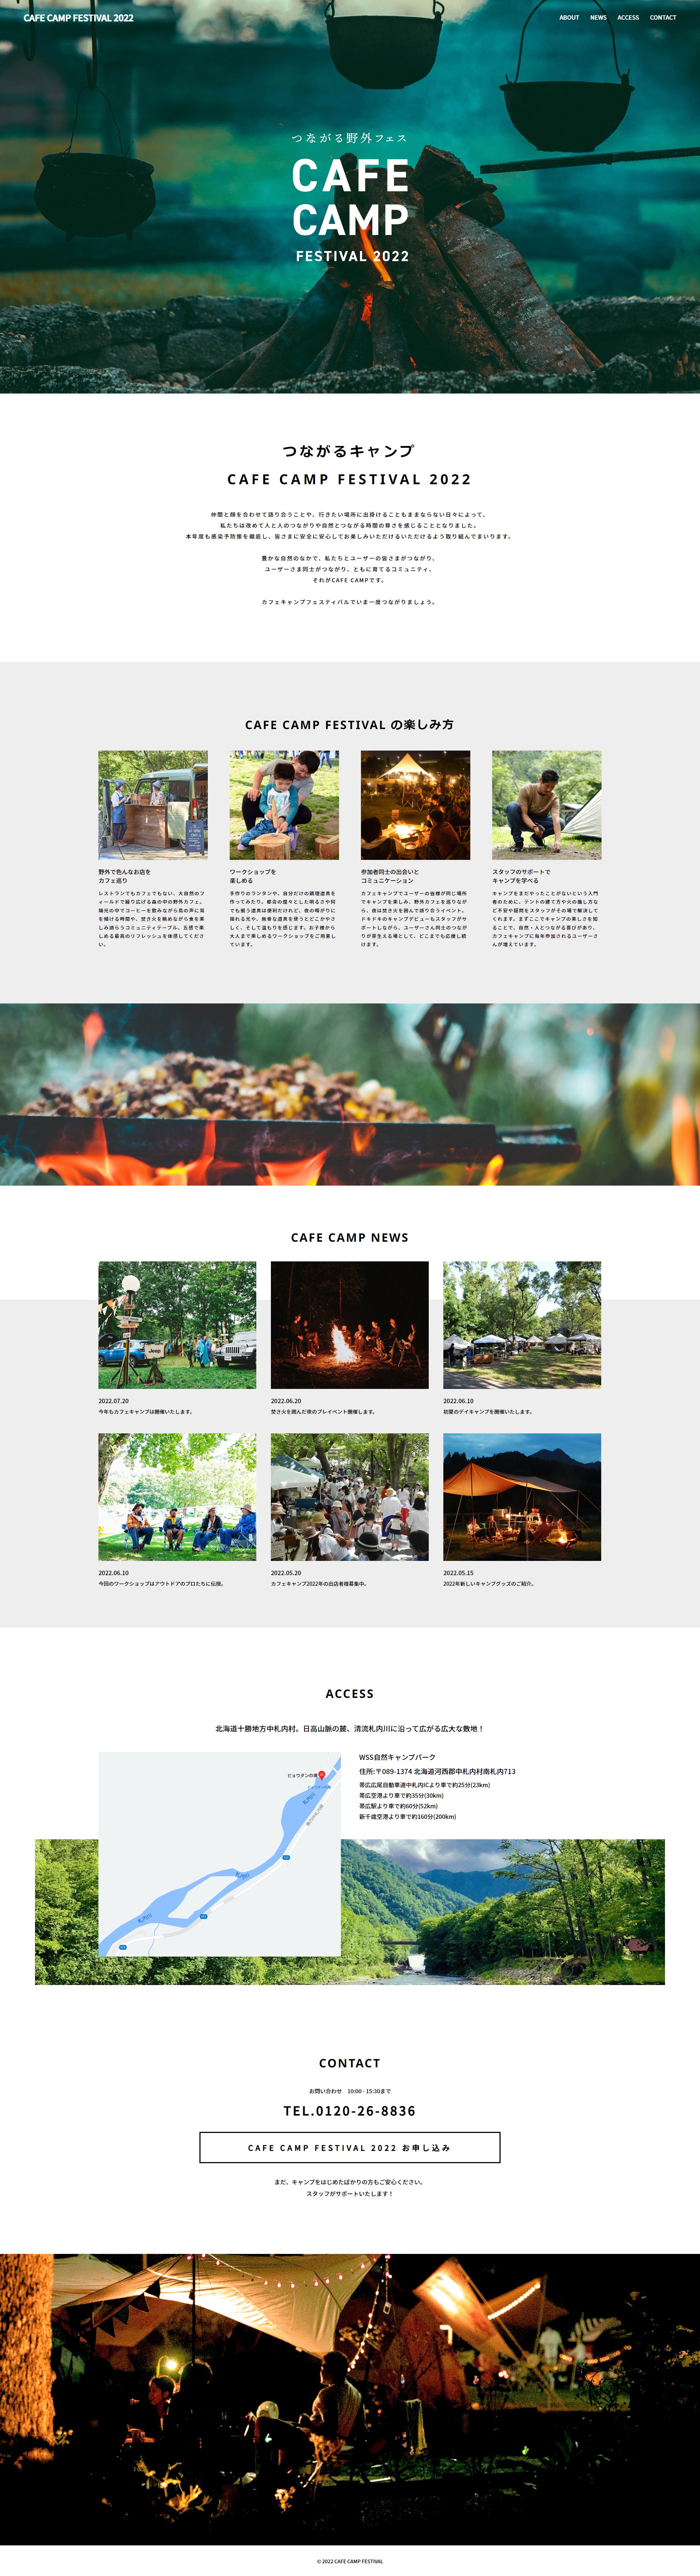 CAFE CAMP FESTIVAL 2022
ABOUT NEWS ACCESS CONTACT
つながる野外フェス
CAFE
CAMP
FESTIVAL 2022
つながるキャンプ
CAFE CAMP FESTIVAL 2022
仲間と顔を合わせて語り合うことや、行きたい場所に出掛けることもままならない日々によって、
私たちは改めて人と人のつながりや自然とつながる時間の尊さを感じることとなりました。
本年度も感染予防策を徹底し、皆さまに安全に安心してお楽しみいただけるいただけるよう取り組んでまいります。
豊かな自然のなかで、私たちとユーザーの皆さまがつながり、
ユーザーさま同士がつながり、ともに育てるコミュニティ、
それがCAFE CAMPです。
カフェキャンプフェスティバルでいま一度つながりましょう。
CAFE CAMP FESTIVAL の楽しみ方
野外で色んなお店を
カフェ巡り
レストランでもカフェでもない、大自然のフ
ィールドで繰り広げる森の中の野外カフェ。
陽光の中でコーヒーを飲みながら鳥の声に耳
を傾ける時間や、焚き火を眺めながら食を楽
しみ語らうコミュニティテーブル。五感で楽
しめる最高のリフレッシュを体感してくださ
い。
ワークショップを
楽しめる
手作りのランタンや、自分だけの調理道具を
作ってみたり。都会の煌々とした明るさや何
でも揃う道具は便利だけれど、夜の暗がりに
揺れる光や、無骨な道具を使うとどこかやさ
しく、そして温もりを感じます。お子様から
大人まで楽しめるワークショップをご用意し
ています。
参加者同士の出会いと
コミュニケーション
カフェキャンプでユーザーの皆様が同じ場所
でキャンプを楽しみ、野外カフェを巡りなが
ら、夜は焚き火を囲んで語り合うイベント。
ドキドキのキャンプデビューもスタッフがサ
ポートしながら、ユーザーさん同士のつなが
りが芽生える場として、どこまでも応援し続
けます。
スタッフのサポートで
キャンプを学べる
キャンプをまだやったことがないという入門
者のために、テントの建て方や火の熾し方な
ど不安や疑問をスタッフがその場で解決して
くれます。まずここでキャンプの楽しさを知
ることで、自然・人とつながる喜びがあり、
カフェキャンプに毎年参加されるユーザーさ
んが増えています。
CAFE CAMP NEWS
Jeep
2022.07.20
今年もカフェキャンプは開催いたします。
2022.06.20
焚き火を囲んだ夜のプレイベント開催します。
2022.06.10
初夏のデイキャンプを開催いたします。
2022.06.10
今回のワークショップはアウトドアのプロたちに伝授。
2022.05.20
カフェキャンプ2022年の出店者様募集中。
2022.05.15
2022年新しいキャンプグッズのご紹介。
ACCESS
北海道十勝地方中札内村。日高山脈の麓、清流札内川に沿って広がる広大な敷地！
ピョウタンの滝
札内川
札内川
札内川
WSS自然キャンプパーク
住所:〒089-1374 北海道河西郡中札内村南札内713
帯広広尾自動車道中札内ICより車で約25分(23km)
帯広空港より車で約35分(30km)
帯広駅より車で約60分(52km)
新千歳空港より車で約160分(200km)
CONTACT
お問い合わせ　10:00 - 15:30まで
TEL.0120-26-8836
CAFE CAMP FESTIVAL 2022 お申し込み
まだ、キャンプをはじめたばかりの方もご安心ください。
スタッフがサポートいたします！
© 2022 CAFE CAMP FESTIVAL